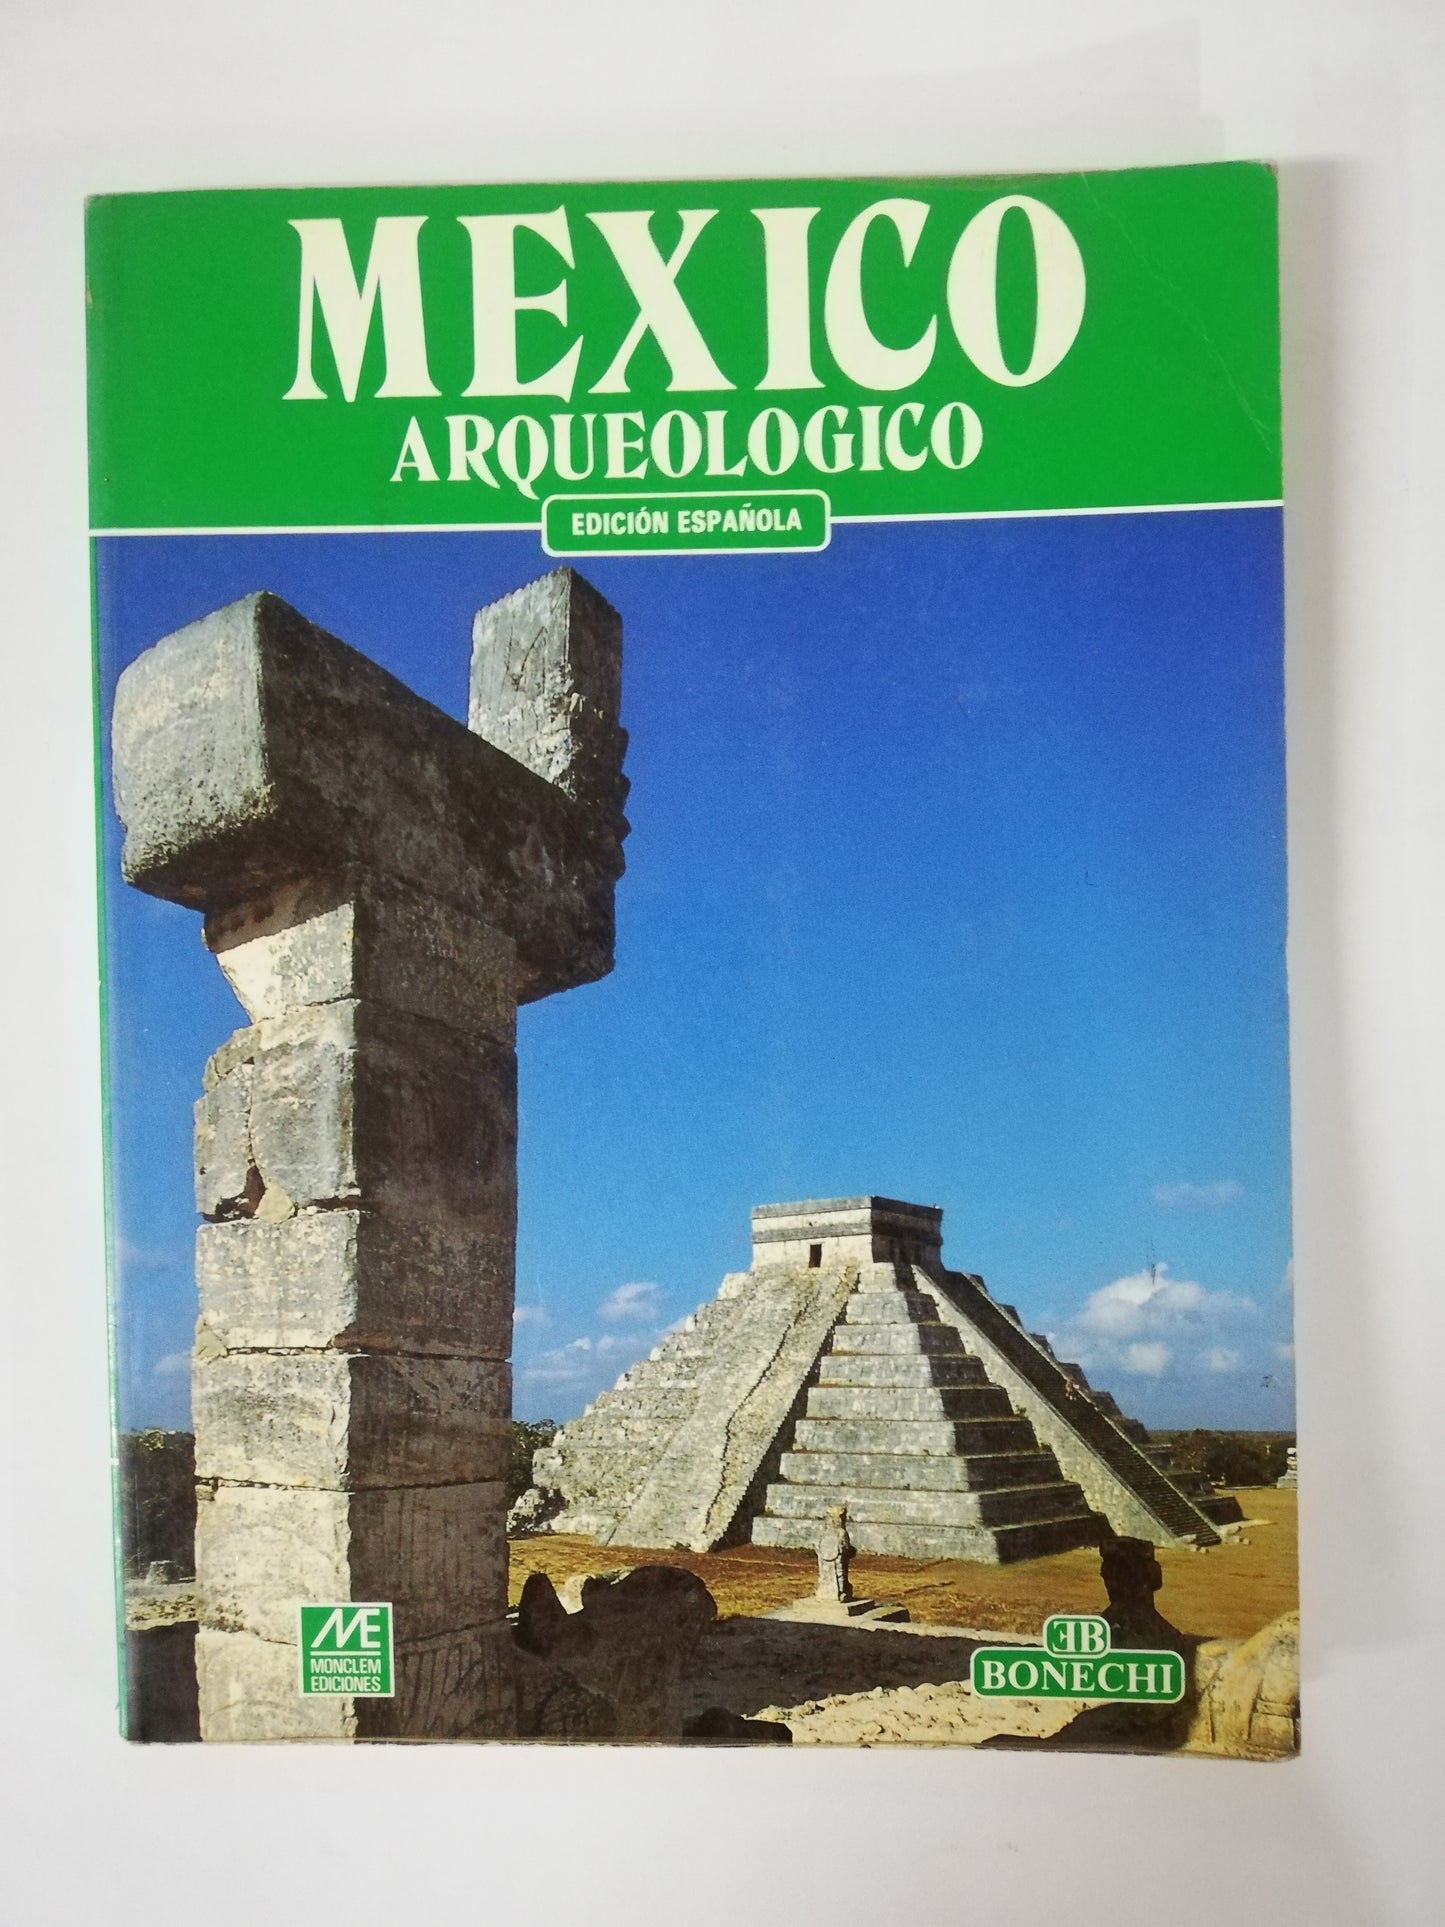 MEXICO
ARQUEOLOGICO
EDICIÓN ESPAÑOLA
ME
MONCLEM
EDICIONES
EB
BONECHI